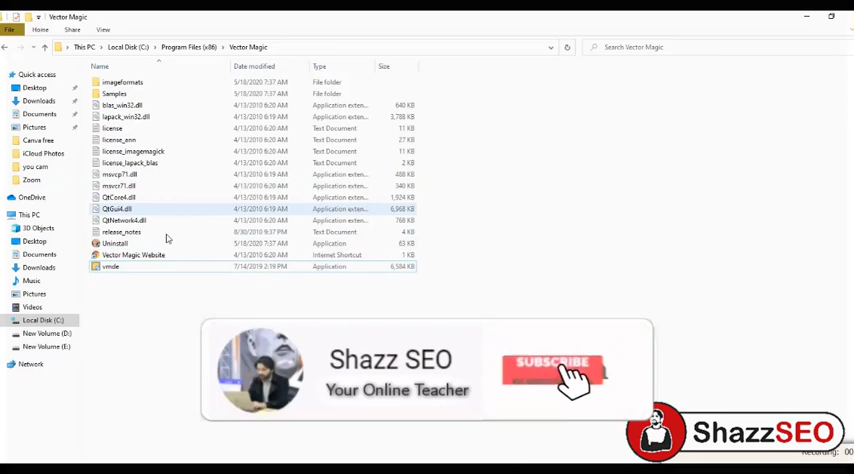 Vector Magic
File Home Share View
This PC Local Disk (C:) Program Files (x86) Vector Magic Search Vector Magic
Name Date modified Type Size
Quick access
Desktop
Downloads
Documents
Pictures
Canva free
iCloud Photos
you cam
Zoom
OneDrive
This PC
3D Objects
Desktop
Documents
Downloads
Music
Pictures
Videos
Local Disk (C:)
New Volume (D:)
New Volume (E:)
Network
imageformats 5/18/2020 7:37 AM File folder
Samples 5/18/2020 7:37 AM File folder
blas_win32.dll 4/13/2010 6:20 AM Application exten... 640 KB
lapack_win32.dll 4/13/2010 6:19 AM Application exten... 3,788 KB
license 4/13/2010 6:20 AM Text Document 11 KB
license_enn 4/13/2010 6:20 AM Text Document 27 KB
license_imagemagick 4/13/2010 6:20 AM Text Document 11 KB
license_lapack_blas 4/13/2010 6:20 AM Text Document 2 KB
msvcp71.dll 4/13/2010 6:20 AM Application exten... 488 KB
msvcr71.dll 4/13/2010 6:20 AM Application exten... 340 KB
QtCore4.dll 4/13/2010 6:19 AM Application exten... 1,924 KB
QtGui4.dll 4/13/2010 6:19 AM Application exten... 6,968 KB
QtNetwork4.dll 4/13/2010 6:20 AM Application exten... 768 KB
release_notes 8/30/2010 9:37 PM Text Document 4 KB
Uninstall 5/18/2020 7:37 AM Application 63 KB
Vector Magic Website 4/13/2010 6:20 AM Internet Shortcut 1 KB
vmde 7/14/2019 2:19 PM Application 6,584 KB
Shazz SEO
Your Online Teacher
SUBSCRIBE
ShazzSEO